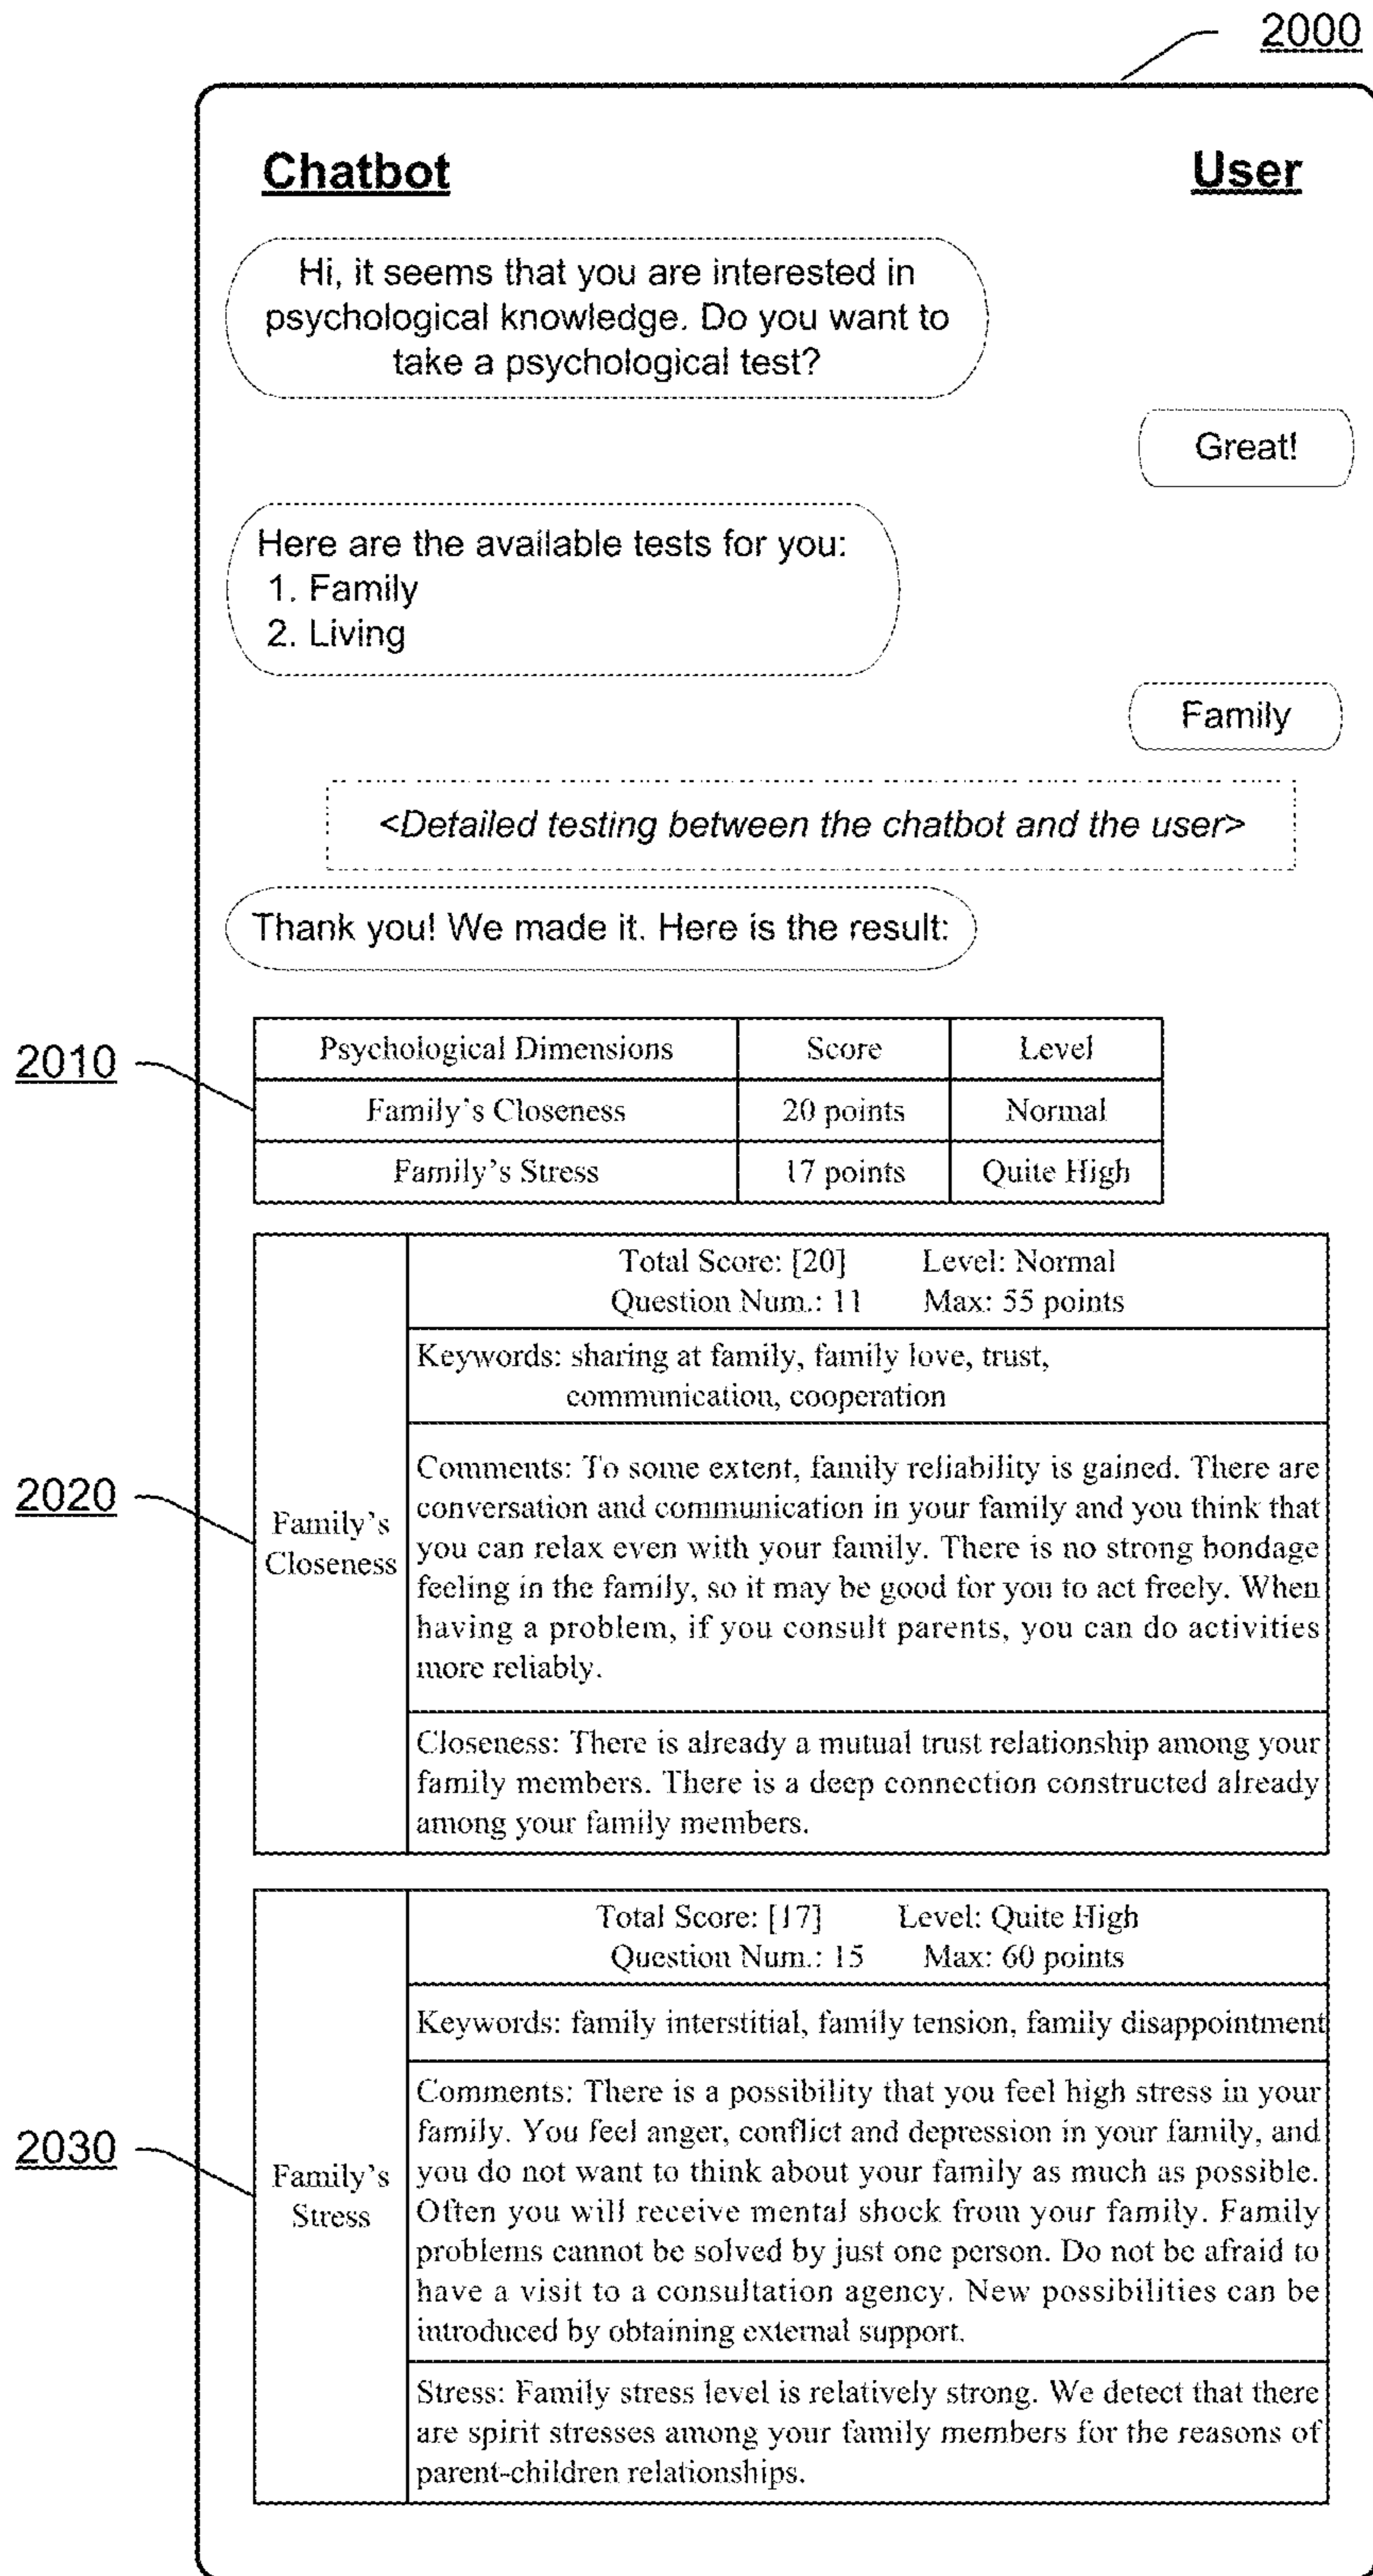 2000
Chatbot
User
Hi, it seems that you are interested in
psychological knowledge. Do you want to
take a psychological test?
Great!
Here are the available tests for you:
1. Family
2. Living
Family
<Detailed testing between the chatbot and the user>
Thank you! We made it. Here is the result:
2010
Psychological Dimensions Score Level
Family's Closeness 20 points Normal
Family's Stress 17 points Quite High
2020
Family's
Closeness
Total Score: [20] Level: Normal
Question Num.: 11 Max: 55 points
Keywords: sharing at family, family love, trust,
communication, cooperation
Comments: To some extent, family reliability is gained. There are
conversation and communication in your family and you think that
you can relax even with your family. There is no strong bondage
feeling in the family, so it may be good for you to act freely. When
having a problem, if you consult parents, you can do activities
more reliably.
Closeness: There is already a mutual trust relationship among your
family members. There is a deep connection constructed already
among your family members.
2030
Family's
Stress
Total Score: [17] Level: Quite High
Question Num.: 15 Max: 60 points
Keywords: family interstitial, family tension, family disappointment
Comments: There is a possibility that you feel high stress in your
family. You feel anger, conflict and depression in your family, and
you do not want to think about your family as much as possible.
Often you will receive mental shock from your family. Family
problems cannot be solved by just one person. Do not be afraid to
have a visit to a consultation agency. New possibilities can be
introduced by obtaining external support.
Stress: Family stress level is relatively strong. We detect that there
are spirit stresses among your family members for the reasons of
parent-children relationships.